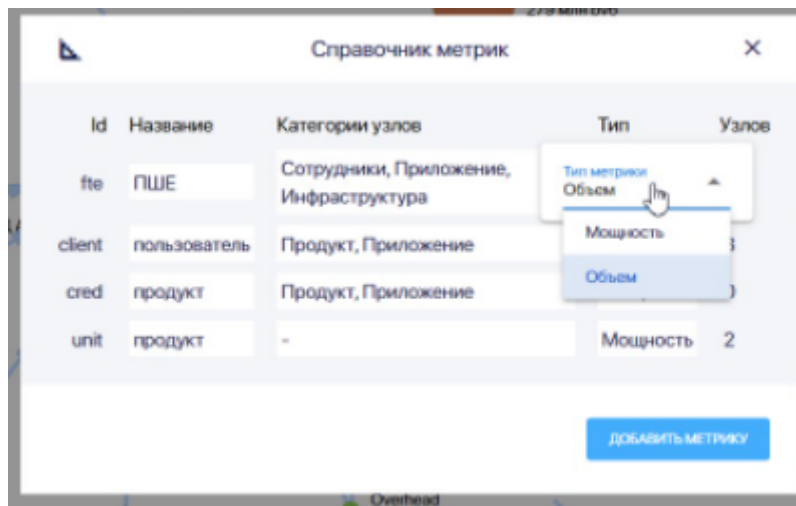 279 млн руб
Справочник метрик
Id Название Категории узлов Тип Узлов
fte ПШЕ Сотрудники, Приложение,
Инфраструктура
Тип метрики
Объем
client пользователь Продукт, Приложение
Мощность
cred продукт Продукт, Приложение
Объем
unit продукт - Мощность 2
ДОБАВИТЬ МЕТРИКУ
Overhead